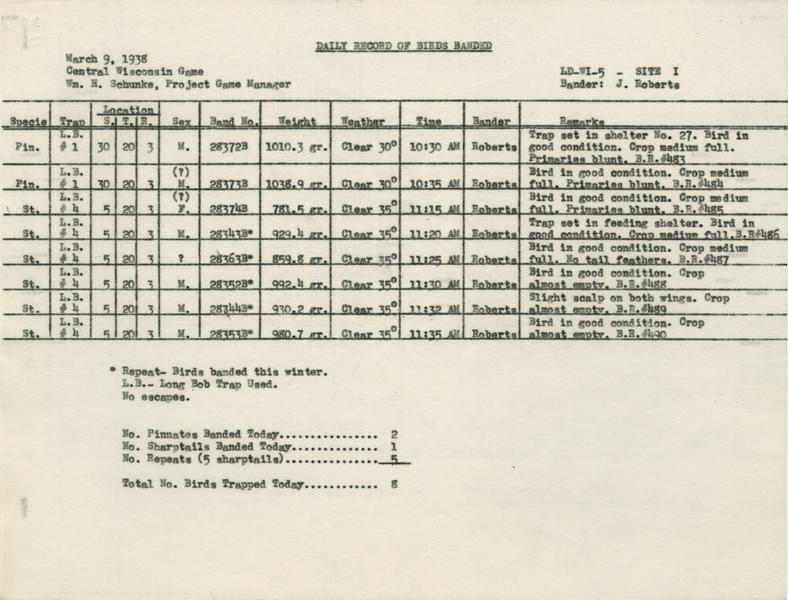 DAILY RECORD OF BIRDS BANDED
March 9, 1938
Central Wisconsin Game
Wm. H. Schunke, Project Game Manager
LD-WI-5 - SITE I
Bander: J. Roberts
Location
Specie Trap S. T. R. Sex Band No. Weight Weather Time Bander Remarks
L.B. Trap set in shelter No. 27. Bird in
Pin. # 1 30 20 3 M. 28372B 1010.3 gr. Clear 30° 10:30 AM Roberts good condition. Crop medium full.
Primaries blunt. B.R.#483
L.B. (?) Bird in good condition. Crop medium
Pin. # 1 30 20 3 M. 28373B 1038.9 gr. Clear 30° 10:35 AM Roberts full. Primaries blunt. B.R.#484
L.B. (?) Bird in good condition. Crop medium
St. # 4 5 20 3 F. 28374B 781.5 gr. Clear 35° 11:15 AM Roberts full. Primaries blunt. B.R.#485
L.B. Trap set in feeding shelter. Bird in
St. # 4 5 20 3 M. 28343B* 929.4 gr. Clear 35° 11:20 AM Roberts good condition. Crop medium full.B.R#486
L.B. Bird in good condition. Crop medium
St. # 4 5 20 3 ? 28363B* 859.8 gr. Clear 35° 11:25 AM Roberts full. No tail feathers. B.R.#487
L.B. Bird in good condition. Crop
St. # 4 5 20 3 M. 28352B* 992.4 gr. Clear 35° 11:30 AM Roberts almost empty. B.R.#488
L.B. Slight scalp on both wings. Crop
St. # 4 5 20 3 M. 28344B* 930.2 gr. Clear 35° 11:32 AM Roberts almost empty. B.R.#489
L.B. Bird in good condition. Crop
St. # 4 5 20 3 M. 28353B* 980.7 gr. Clear 35° 11:35 AM Roberts almost empty. B.R.#490
* Repeat- Birds banded this winter.
L.B.- Long Bob Trap Used.
No escapes.
No. Pinnates Banded Today............... 2
No. Sharptails Banded Today............. 1
No. Repeats (5 sharptails).............. 5
Total No. Birds Trapped Today........... 8